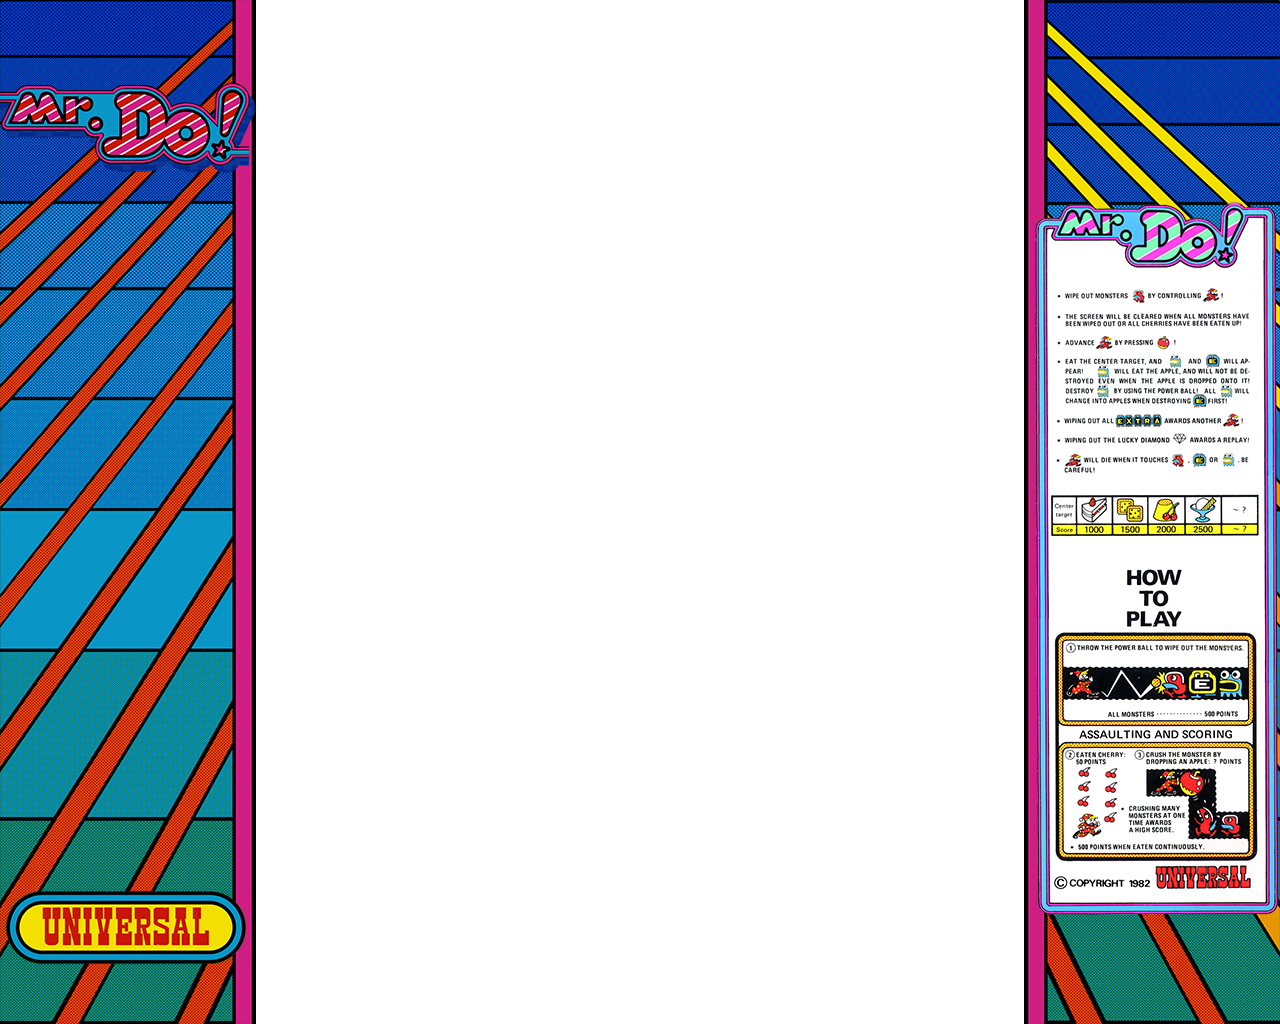 Mr. Do!
UNIVERSAL
Mr. Do!
• WIPE OUT MONSTERS BY CONTROLLING !
• THE SCREEN WILL BE CLEARED WHEN ALL MONSTERS HAVE
BEEN WIPED OUT OR ALL CHERRIES HAVE BEEN EATEN UP!
• ADVANCE BY PRESSING !
• EAT THE CENTER TARGET, AND AND WILL AP-
PEAR! WILL EAT THE APPLE, AND WILL NOT BE DE-
STROYED EVEN WHEN THE APPLE IS DROPPED ONTO IT!
DESTROY BY USING THE POWER BALL! ALL WILL
CHANGE INTO APPLES WHEN DESTROYING FIRST!
• WIPING OUT ALL EXTRA AWARDS ANOTHER !
• WIPING OUT THE LUCKY DIAMOND AWARDS A REPLAY!
• WILL DIE WHEN IT TOUCHES , OR . BE
CAREFUL!
Center target ~ ?
Score 1000 1500 2000 2500 ~ ?
HOW
TO
PLAY
① THROW THE POWER BALL TO WIPE OUT THE MONSTERS.
E
ALL MONSTERS -------------- 500 POINTS
ASSAULTING AND SCORING
② EATEN CHERRY:
50 POINTS
③ CRUSH THE MONSTER BY
DROPPING AN APPLE: ? POINTS
• CRUSHING MANY
MONSTERS AT ONE
TIME AWARDS
A HIGH SCORE.
• 500 POINTS WHEN EATEN CONTINUOUSLY.
© COPYRIGHT 1982 UNIVERSAL